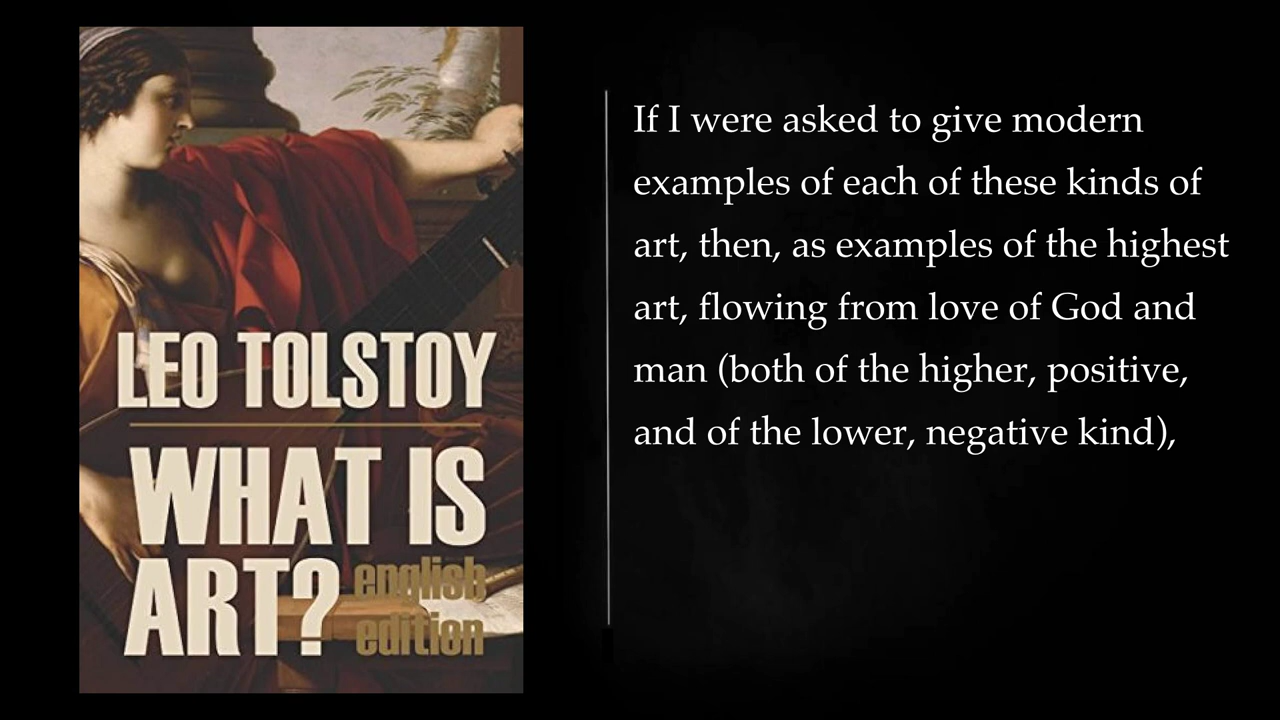 LEO TOLSTOY
WHAT IS
ART?
english
edition
If I were asked to give modern
examples of each of these kinds of
art, then, as examples of the highest
art, flowing from love of God and
man (both of the higher, positive,
and of the lower, negative kind),